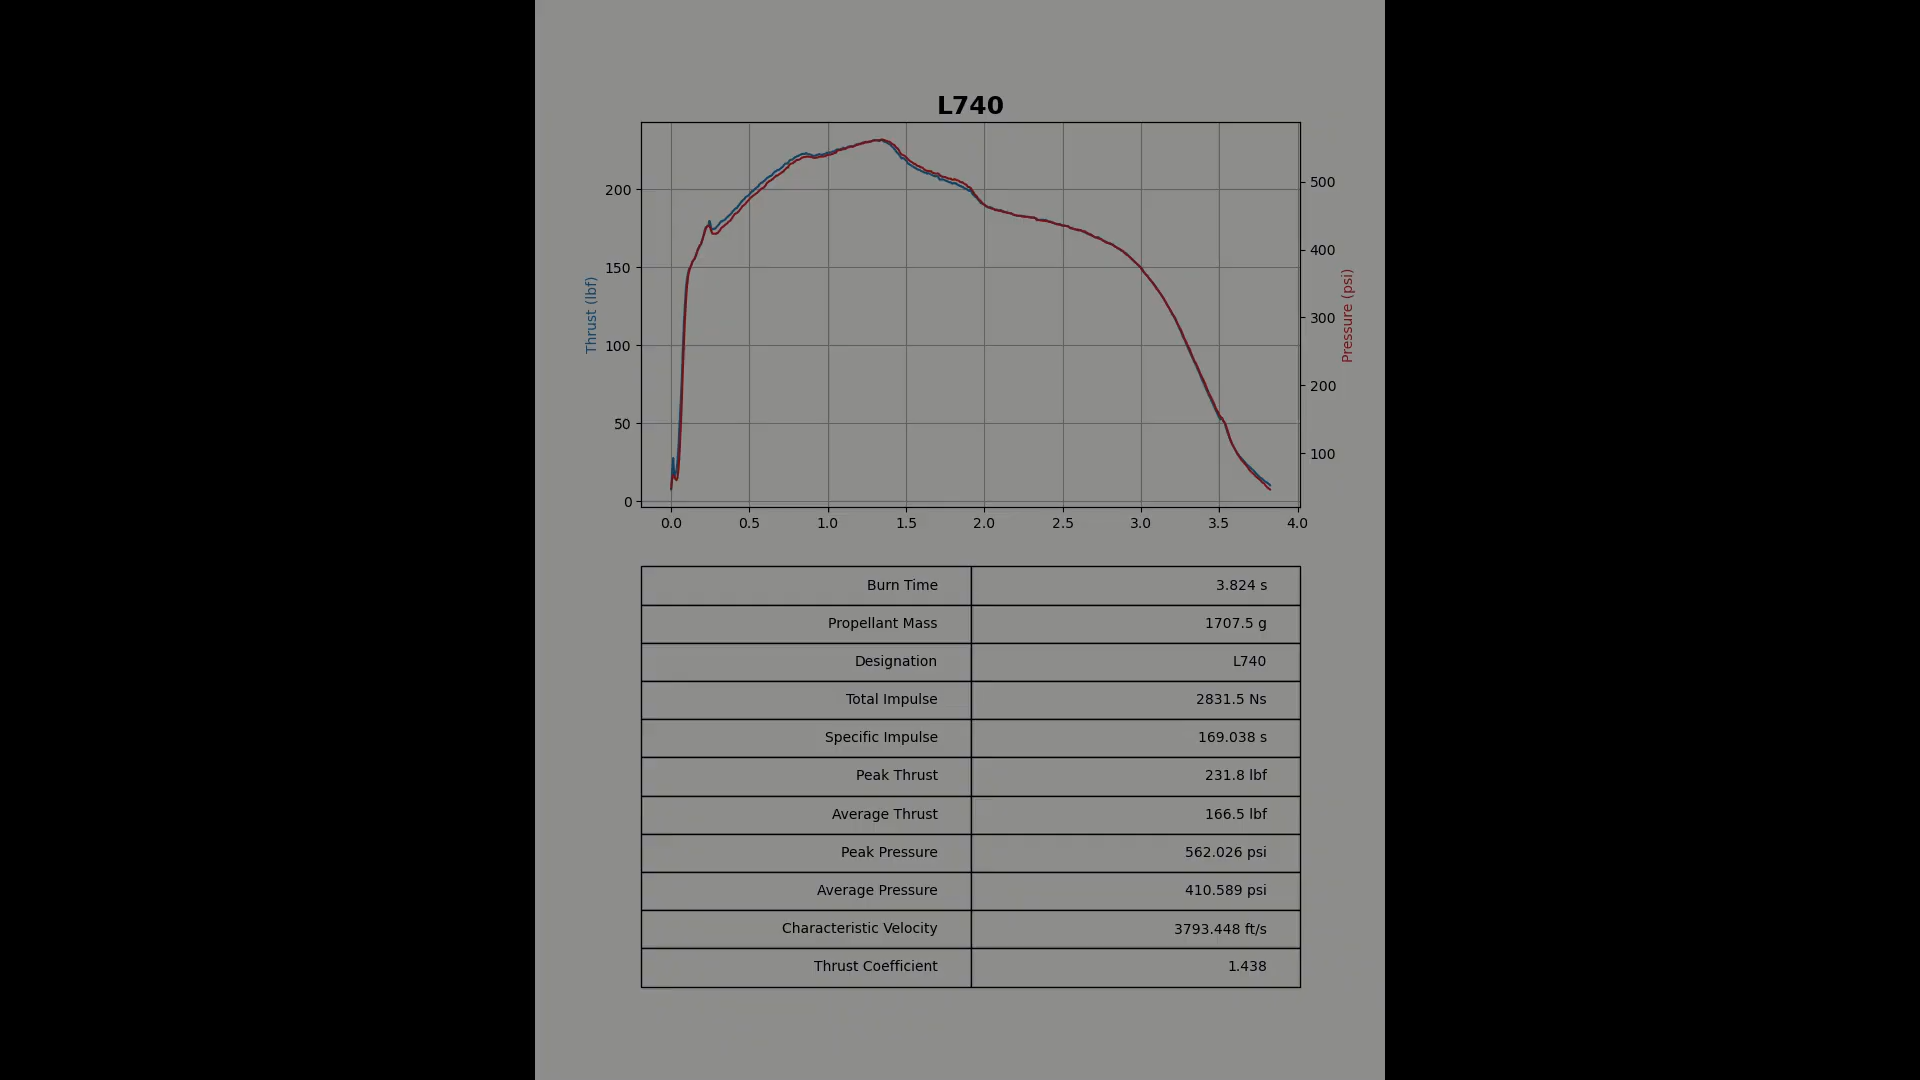 L740
200
150
100
50
0
Thrust (lbf)
500
400
300
200
100
Pressure (psi)
0.0 0.5 1.0 1.5 2.0 2.5 3.0 3.5 4.0
Burn Time 3.824 s
Propellant Mass 1707.5 g
Designation L740
Total Impulse 2831.5 Ns
Specific Impulse 169.038 s
Peak Thrust 231.8 lbf
Average Thrust 166.5 lbf
Peak Pressure 562.026 psi
Average Pressure 410.589 psi
Characteristic Velocity 3793.448 ft/s
Thrust Coefficient 1.438